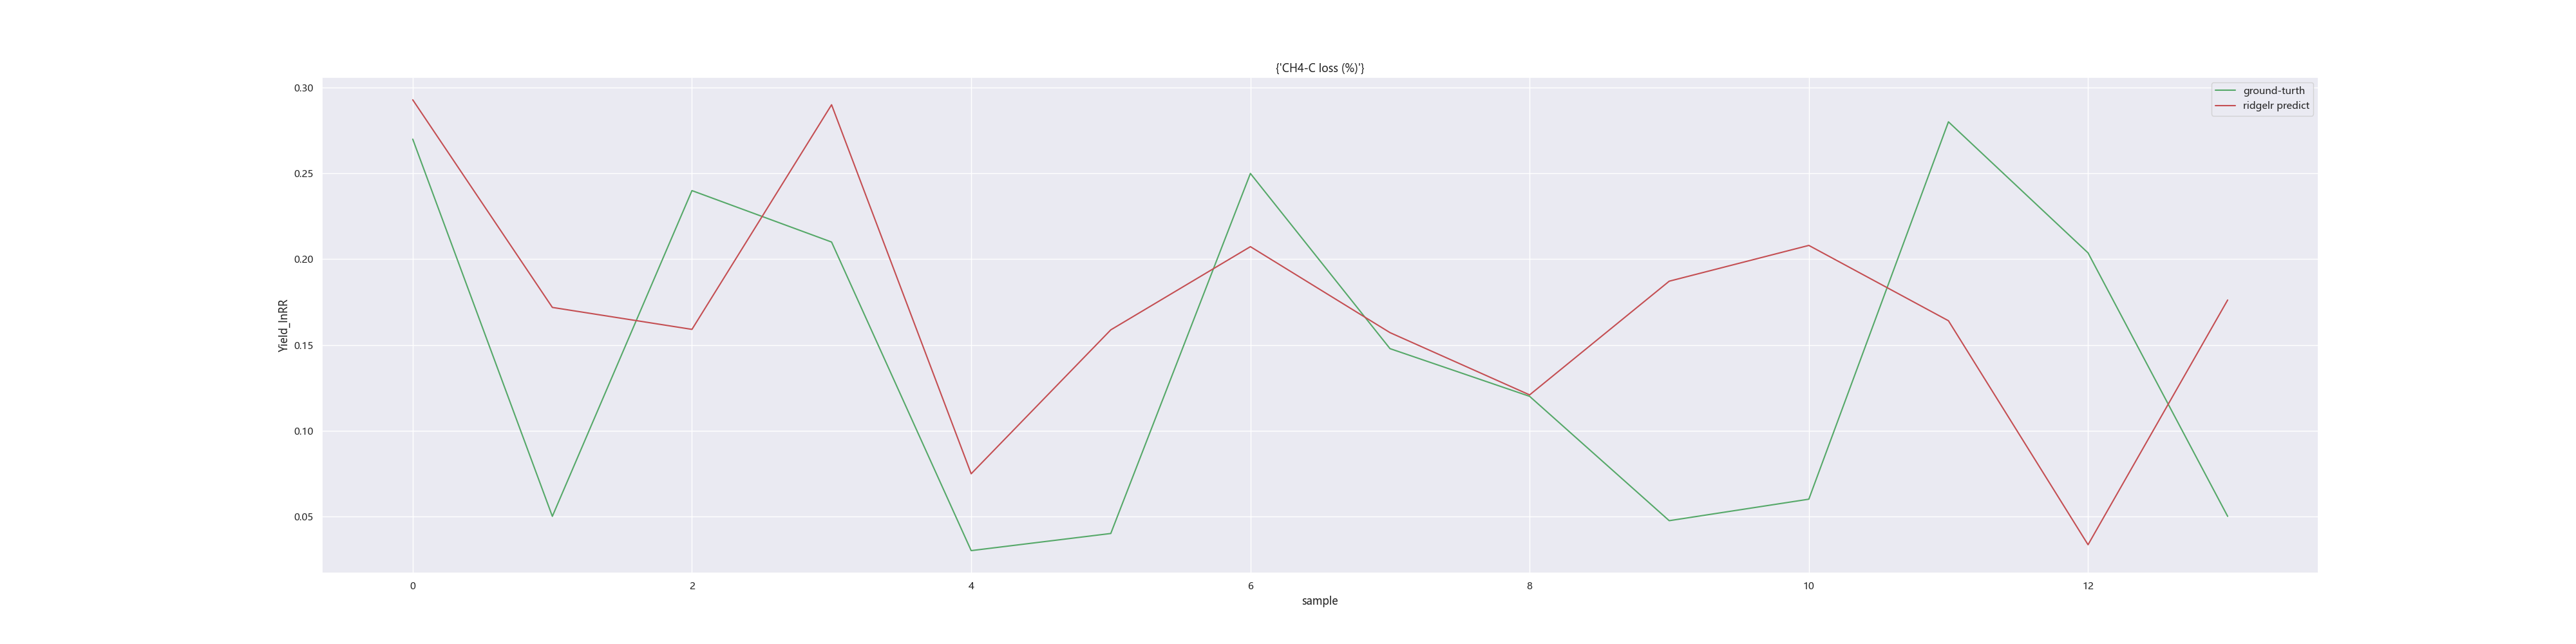 {'CH4-C loss (%)'}
ground-turth
ridgelr predict
Yield_lnRR
0.30
0.25
0.20
0.15
0.10
0.05
0 2 4 6 8 10 12
sample